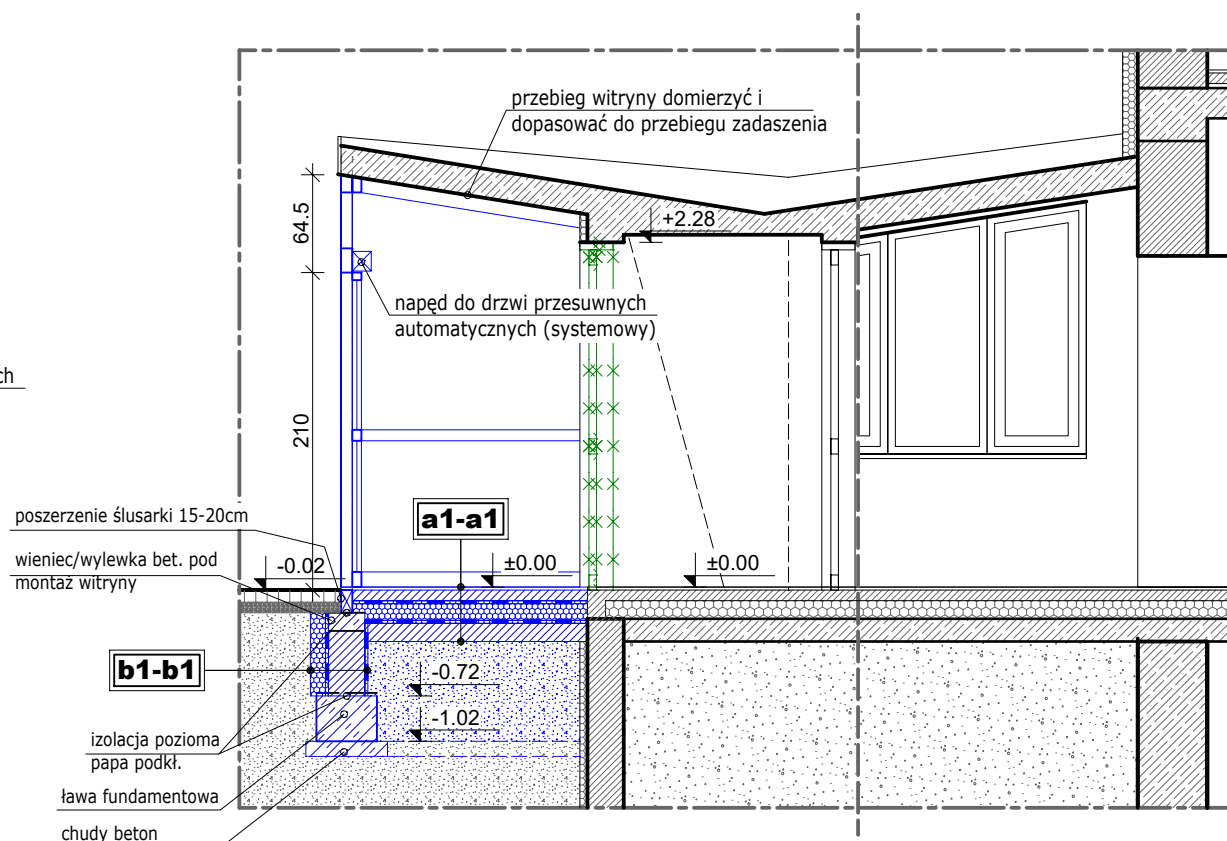 przebieg witryny domierzyć i
dopasować do przebiegu zadaszenia
64.5
+2.28
napęd do drzwi przesuwnych
automatycznych (systemowy)
ch
210
poszerzenie ślusarki 15-20cm
a1-a1
wieniec/wylewka bet. pod
montaż witryny
-0.02
±0.00
±0.00
b1-b1
-0.72
-1.02
izolacja pozioma
papa podkł.
ława fundamentowa
chudy beton